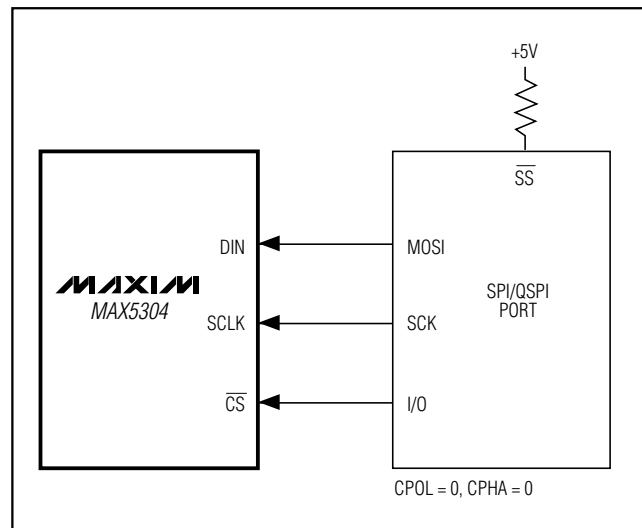 +5V
SS
DIN
MOSI
MAXIM
MAX5304
SPI/QSPI
PORT
SCLK
SCK
CS
I/O
CPOL = 0, CPHA = 0